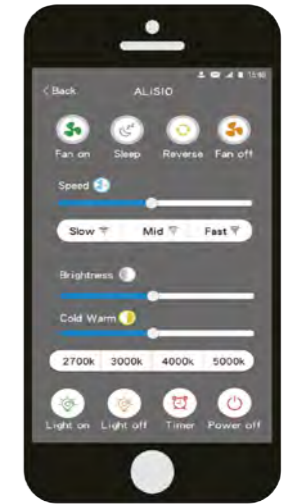 < Back ALISIO
Fan on Sleep Reverse Fan off
Speed
Slow Mid Fast
Brightness
Cold Warm
2700k 3000k 4000k 5000k
Light on Light off Timer Power off